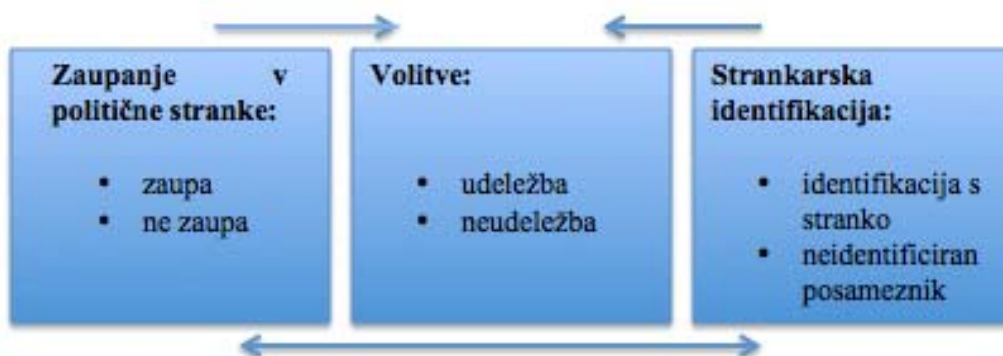 Zaupanje v
politične stranke:
• zaupa
• ne zaupa
Volitve:
• udeležba
• neudeležba
Strankarska
identifikacija:
• identifikacija s
stranko
• neidentificiran
posameznik